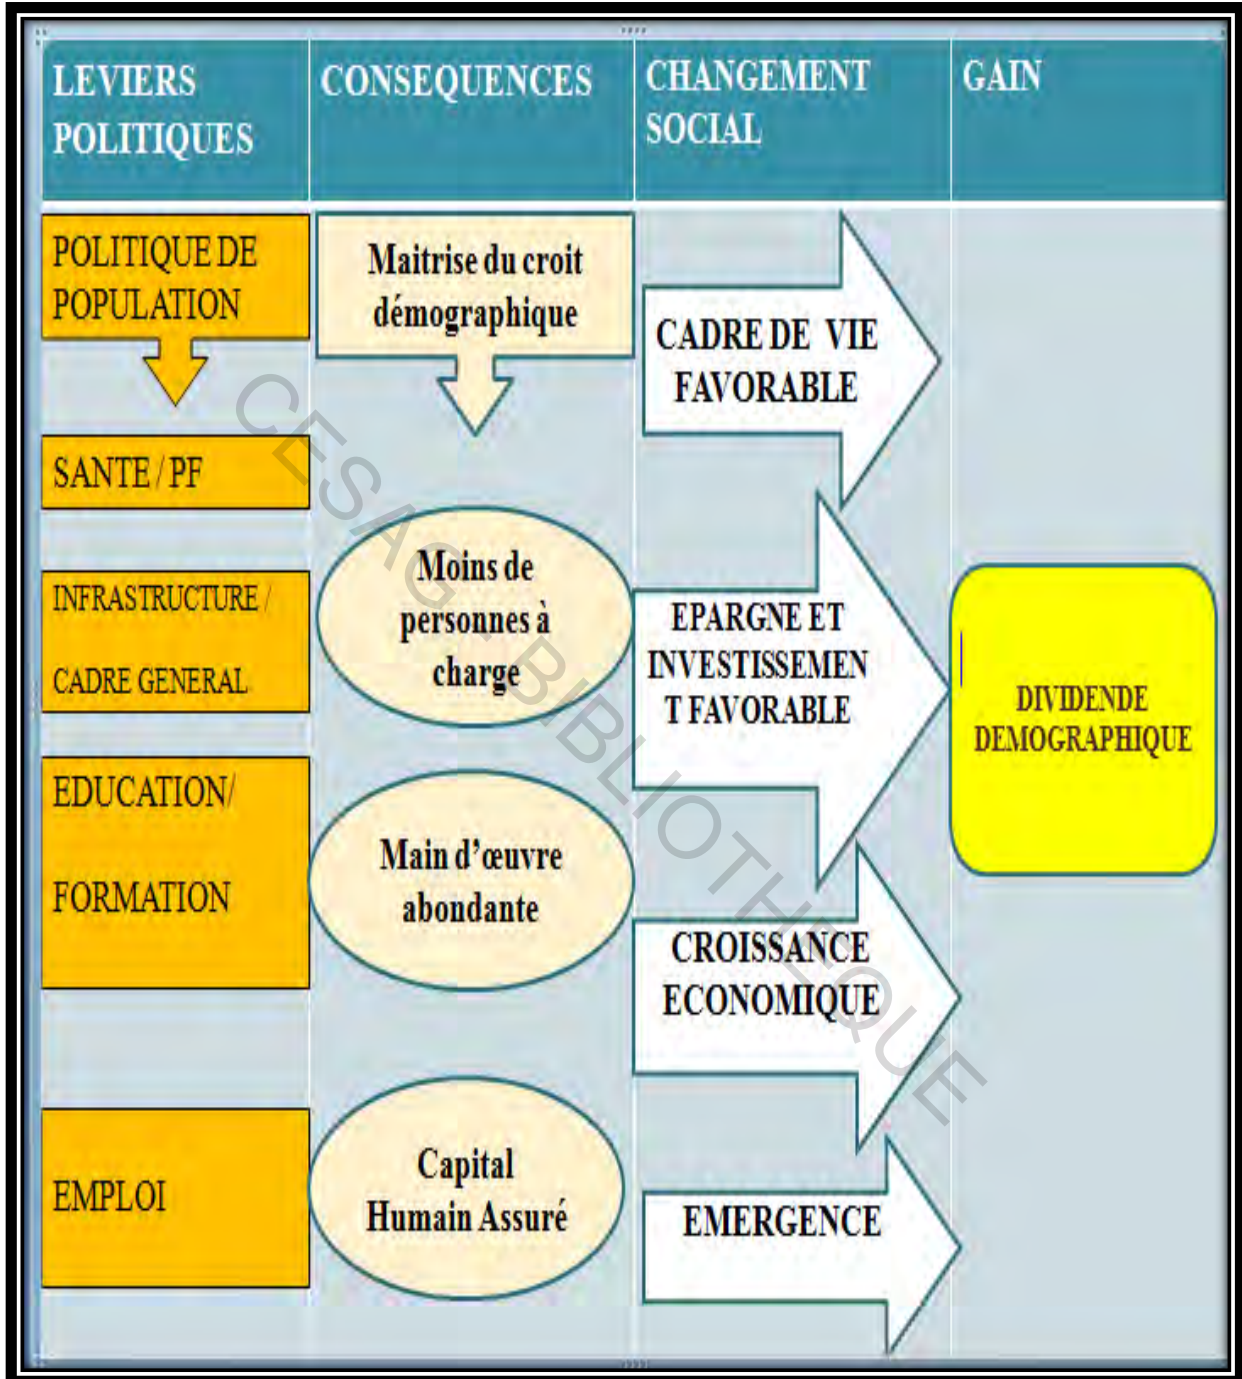 LEVIERS
POLITIQUES
CONSEQUENCES
CHANGEMENT
SOCIAL
GAIN
POLITIQUE DE
POPULATION
SANTE / PF
INFRASTRUCTURE /
CADRE GENERAL
EDUCATION/
FORMATION
EMPLOI
Maitrise du croit
démographique
Moins de
personnes à
charge
Main d’œuvre
abondante
Capital
Humain Assuré
CADRE DE VIE
FAVORABLE
EPARGNE ET
INVESTISSEMEN
T FAVORABLE
CROISSANCE
ECONOMIQUE
EMERGENCE
DIVIDENDE
DEMOGRAPHIQUE
CESAG - BIBLIOTHEQUE